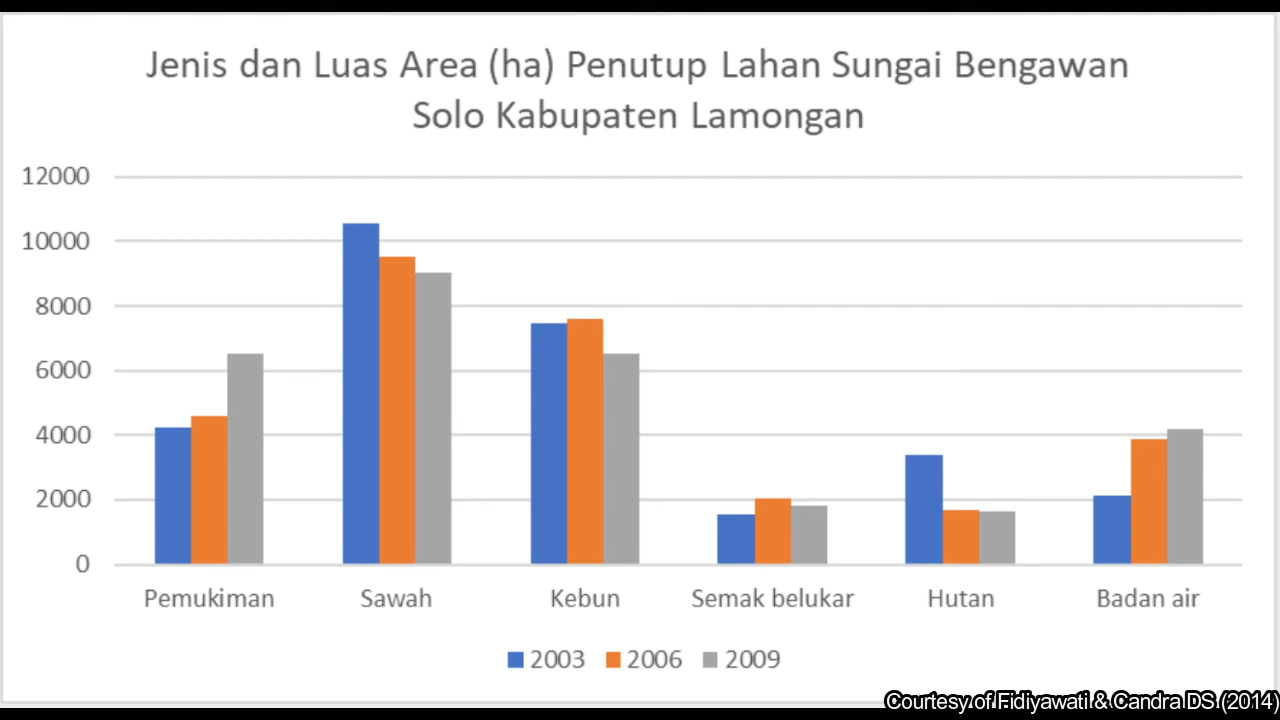 Jenis dan Luas Area (ha) Penutup Lahan Sungai Bengawan
Solo Kabupaten Lamongan
12000
10000
8000
6000
4000
2000
0
Pemukiman Sawah Kebun Semak belukar Hutan Badan air
2003 2006 2009
Courtesy of Fidiyawati & Candra DS (2014)